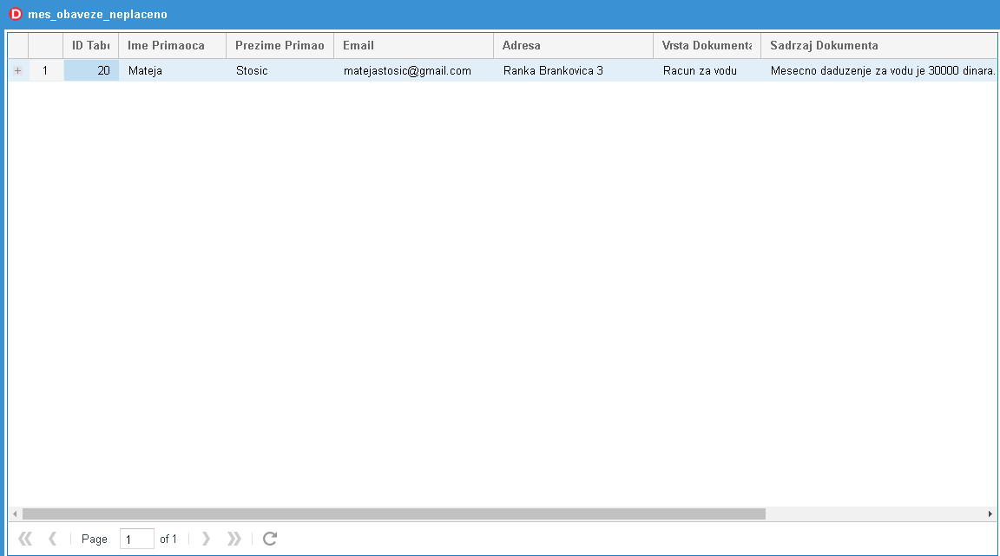 D mes_obaveze_neplaceno
ID Tabe Ime Primaoca Prezime Primao Email Adresa Vrsta Dokumenta Sadrzaj Dokumenta
1 20 Mateja Stosic matejastosic@gmail.com Ranka Brankovica 3 Racun za vodu Mesecno daduzenje za vodu je 30000 dinara.
Page 1 of 1